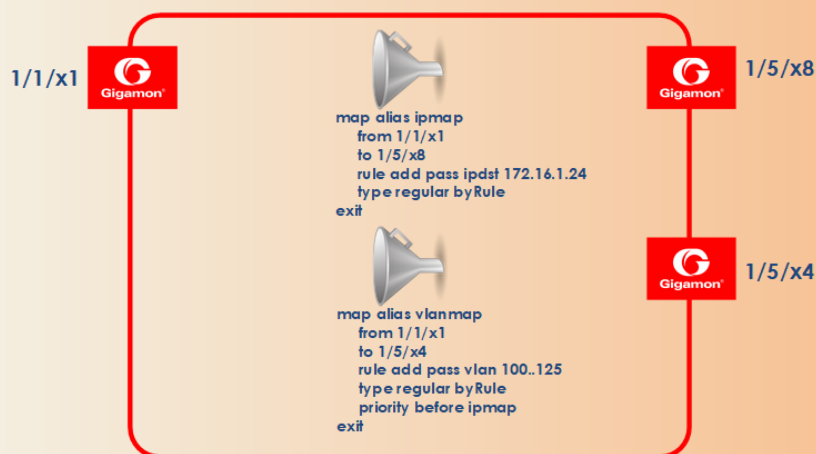 1/1/x1
Gigamon®
Gigamon®
1/5/x8
map alias ipmap
from 1/1/x1
to 1/5/x8
rule add pass ipdst 172.16.1.24
type regular byRule
exit
Gigamon®
1/5/x4
map alias vlanmap
from 1/1/x1
to 1/5/x4
rule add pass vlan 100..125
type regular byRule
priority before ipmap
exit